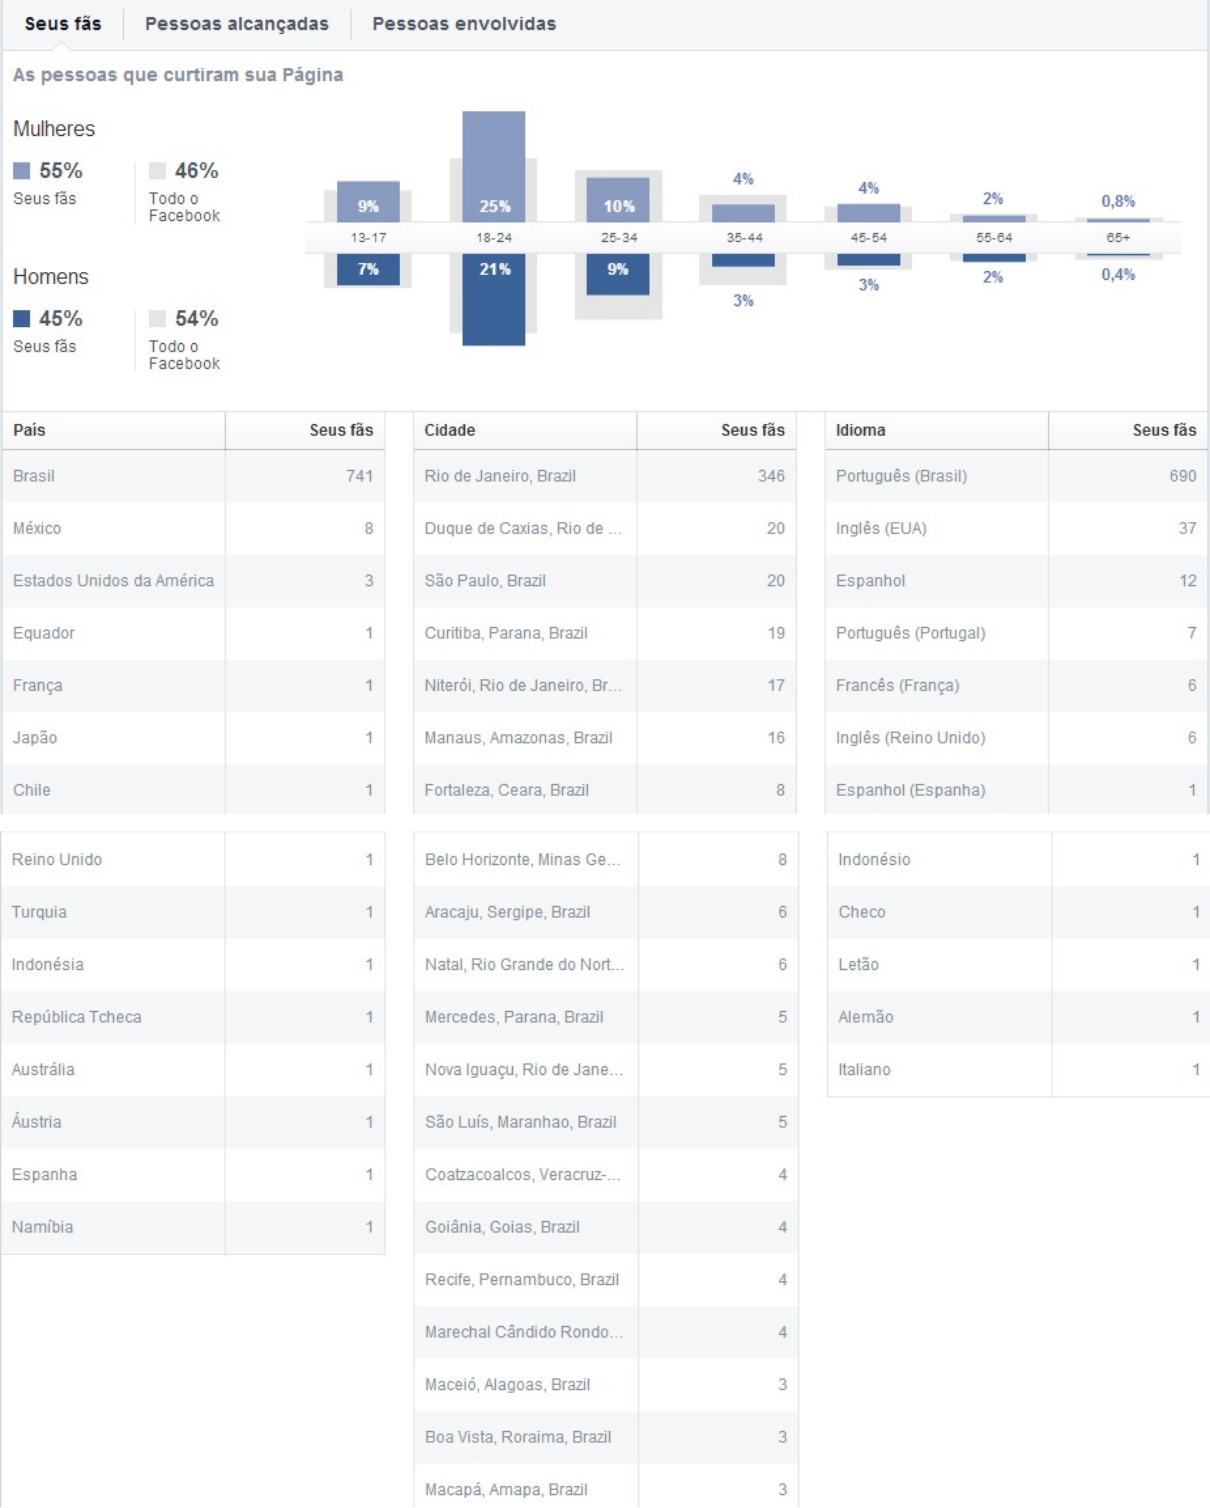 Seus fãs Pessoas alcançadas Pessoas envolvidas
As pessoas que curtiram sua Página
Mulheres
55% 46%
Seus fãs Todo o
Facebook
4% 4% 2% 0,8%
9% 25% 10%
13-17 18-24 25-34 35-44 45-54 55-64 65+
7% 21% 9%
3% 3% 2% 0,4%
Homens
45% 54%
Seus fãs Todo o
Facebook
País Seus fãs
Brasil 741
México 8
Estados Unidos da América 3
Equador 1
França 1
Japão 1
Chile 1
Reino Unido 1
Turquia 1
Indonésia 1
República Tcheca 1
Austrália 1
Áustria 1
Espanha 1
Namíbia 1
Cidade Seus fãs
Rio de Janeiro, Brazil 346
Duque de Caxias, Rio de ... 20
São Paulo, Brazil 20
Curitiba, Parana, Brazil 19
Niterói, Rio de Janeiro, Br... 17
Manaus, Amazonas, Brazil 16
Fortaleza, Ceara, Brazil 8
Belo Horizonte, Minas Ge... 8
Aracaju, Sergipe, Brazil 6
Natal, Rio Grande do Nort... 6
Mercedes, Parana, Brazil 5
Nova Iguaçu, Rio de Jane... 5
São Luís, Maranhao, Brazil 5
Coatzacoalcos, Veracruz-... 4
Goiânia, Goias, Brazil 4
Recife, Pernambuco, Brazil 4
Marechal Cândido Rondo... 4
Maceió, Alagoas, Brazil 3
Boa Vista, Roraima, Brazil 3
Macapá, Amapa, Brazil 3
Idioma Seus fãs
Português (Brasil) 690
Inglês (EUA) 37
Espanhol 12
Português (Portugal) 7
Francês (França) 6
Inglês (Reino Unido) 6
Espanhol (Espanha) 1
Indonésio 1
Checo 1
Letão 1
Alemão 1
Italiano 1